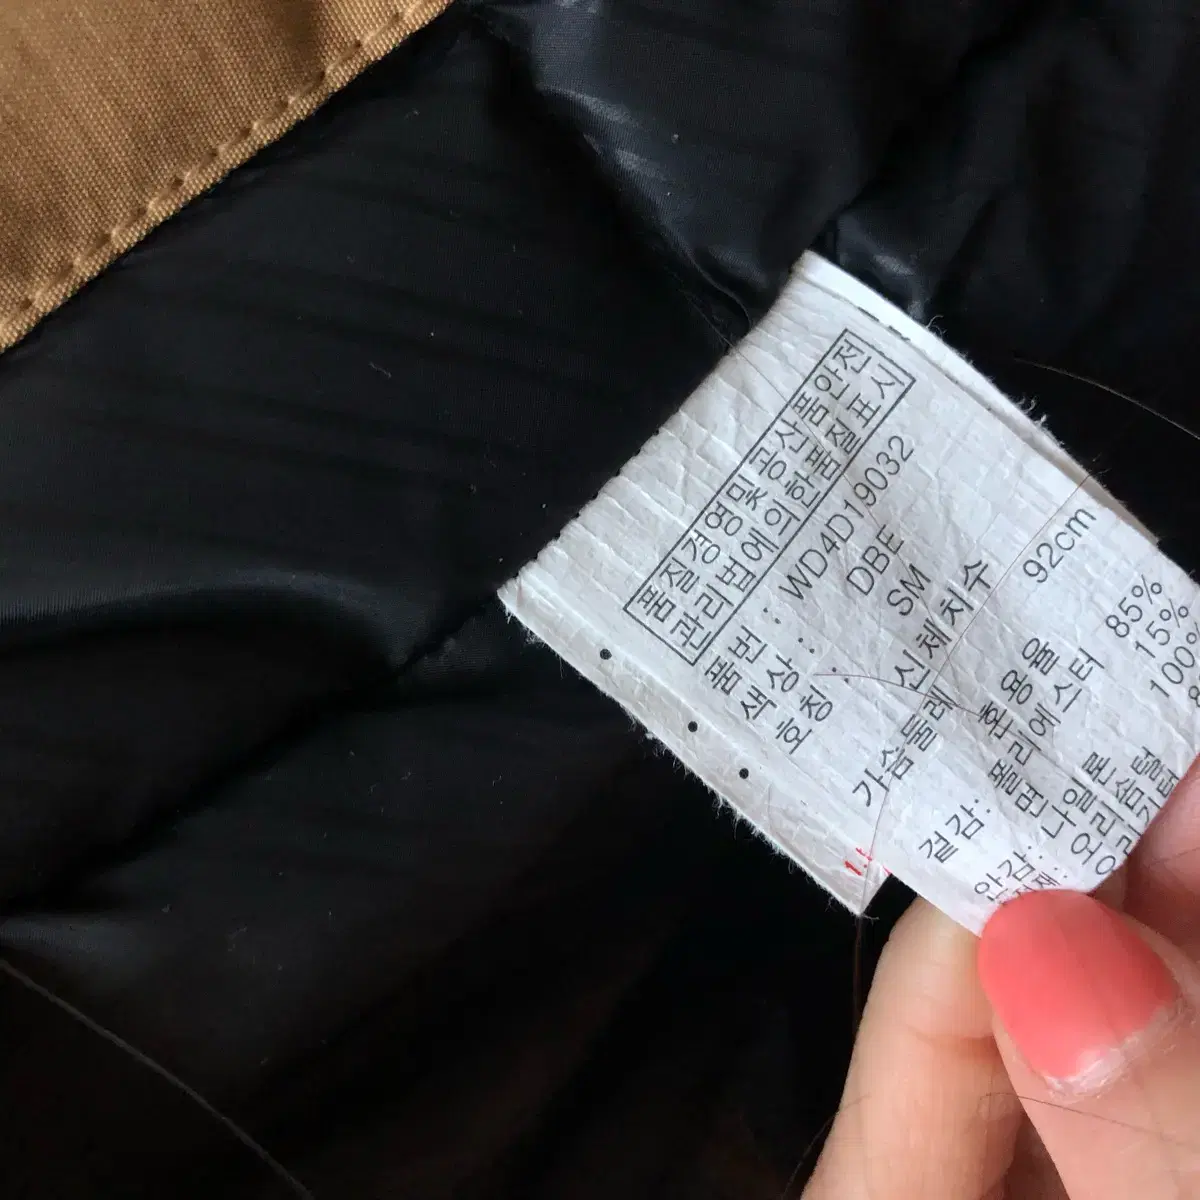 품질경영및 공산품안전
관리법에의한품질표시
품번 : WD4D19032
색상 : DBE
호칭 : SM
신체치수
가슴둘레 92cm
혼용율
겉감: 폴리에스터 85%
면 15%
안감: 나일론
오리솜털